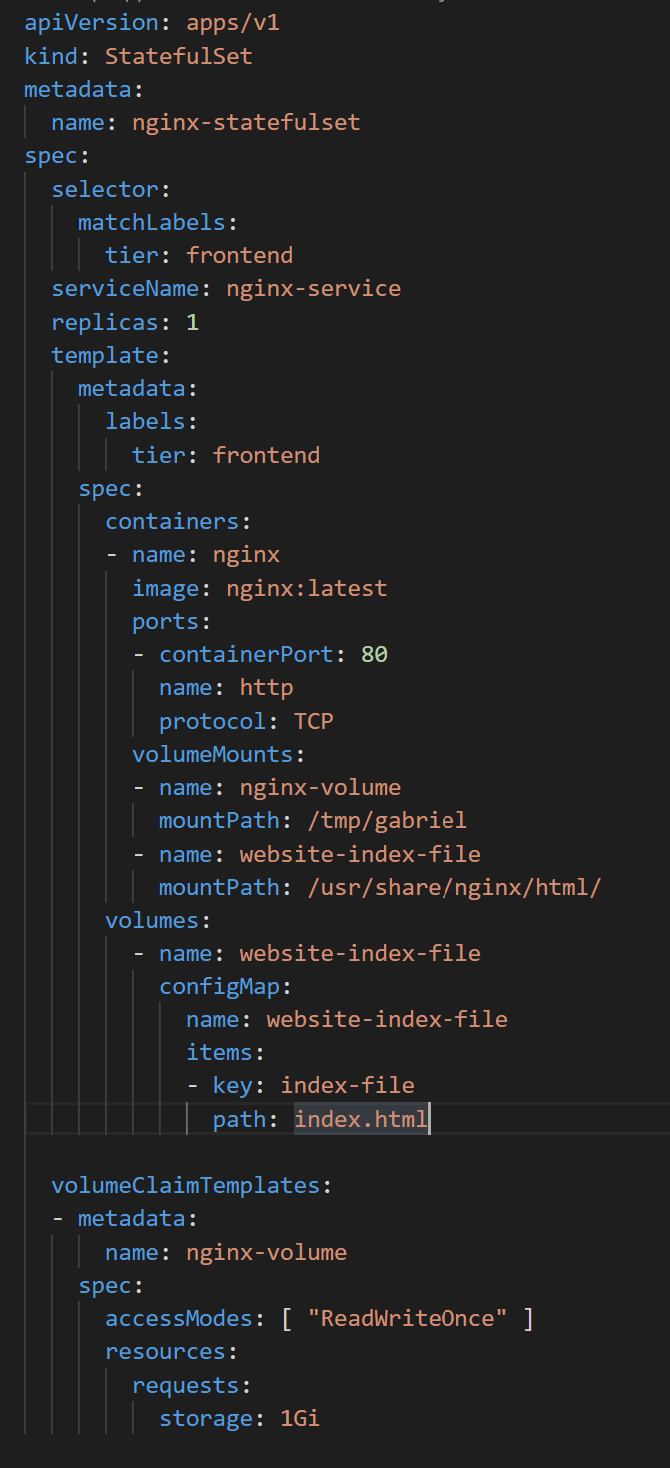 apiVersion: apps/v1
kind: StatefulSet
metadata:
  name: nginx-statefulset
spec:
  selector:
    matchLabels:
      tier: frontend
  serviceName: nginx-service
  replicas: 1
  template:
    metadata:
      labels:
        tier: frontend
    spec:
      containers:
      - name: nginx
        image: nginx:latest
        ports:
        - containerPort: 80
          name: http
          protocol: TCP
        volumeMounts:
        - name: nginx-volume
          mountPath: /tmp/gabriel
        - name: website-index-file
          mountPath: /usr/share/nginx/html/
      volumes:
        - name: website-index-file
          configMap:
            name: website-index-file
            items:
            - key: index-file
              path: index.html

  volumeClaimTemplates:
  - metadata:
      name: nginx-volume
    spec:
      accessModes: [ "ReadWriteOnce" ]
      resources:
        requests:
          storage: 1Gi